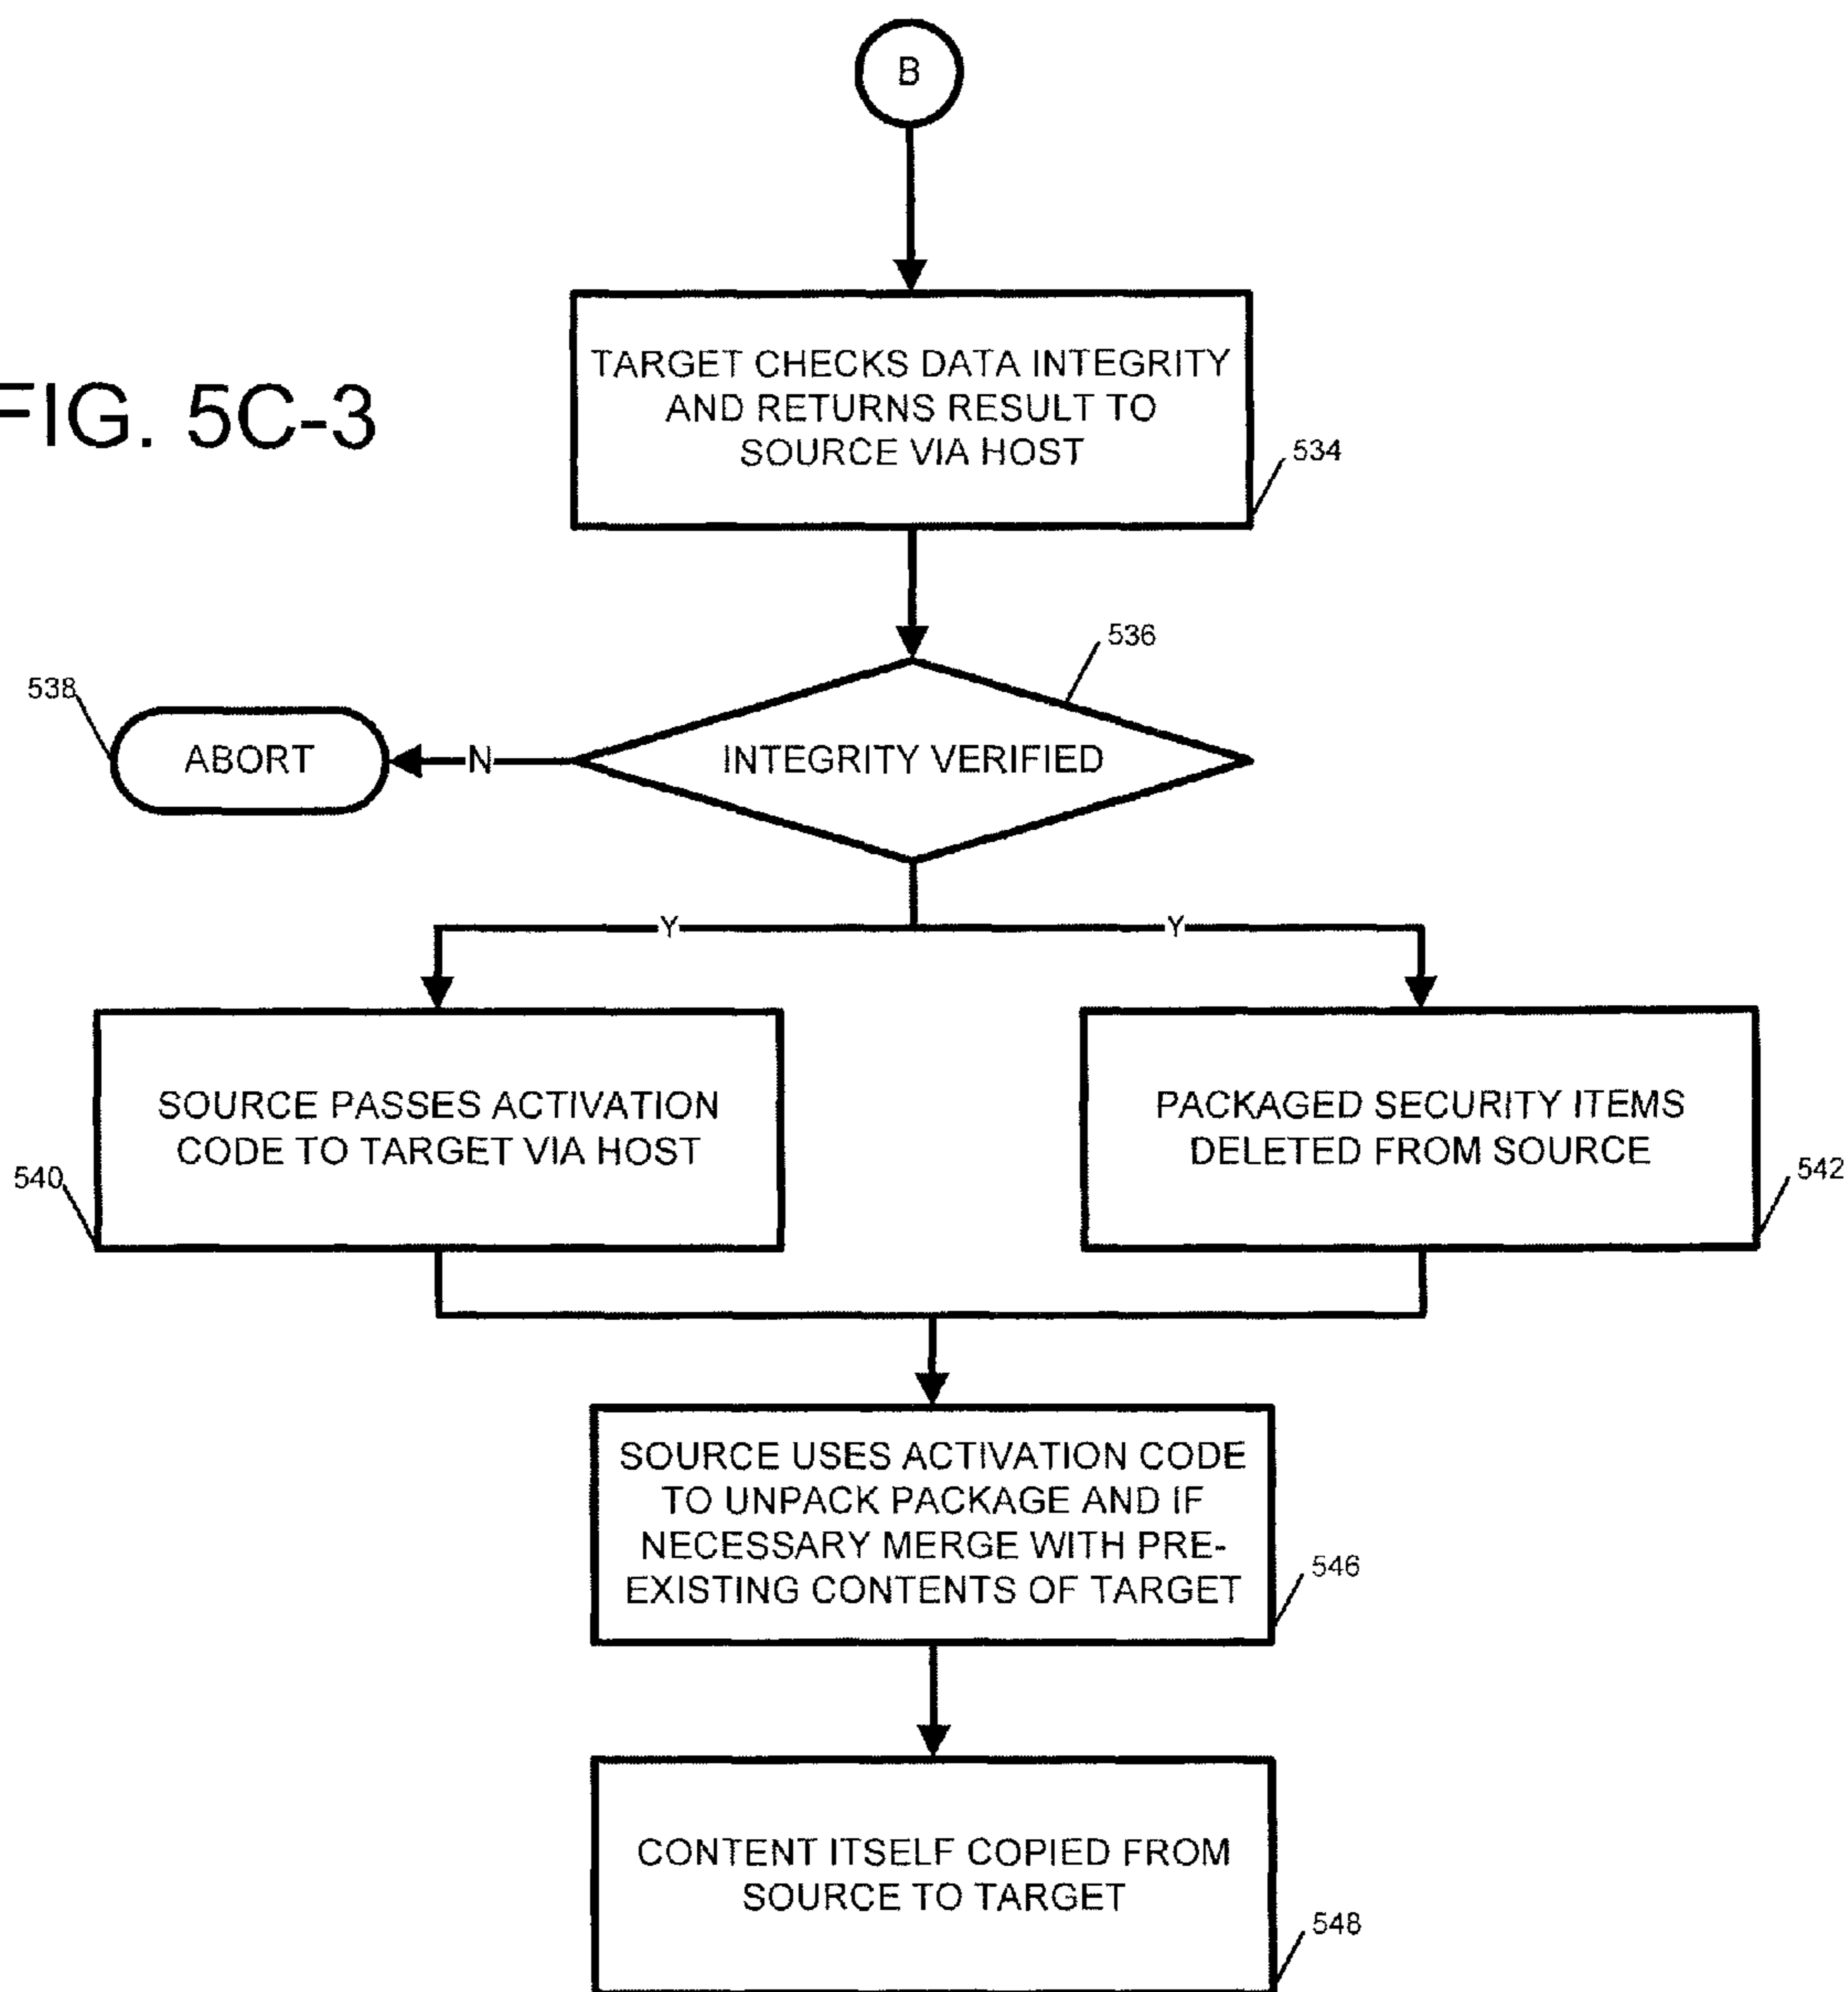 B
FIG. 5C-3
TARGET CHECKS DATA INTEGRITY
AND RETURNS RESULT TO
SOURCE VIA HOST
534
536
538
ABORT
N
INTEGRITY VERIFIED
Y
Y
SOURCE PASSES ACTIVATION
CODE TO TARGET VIA HOST
540
PACKAGED SECURITY ITEMS
DELETED FROM SOURCE
542
SOURCE USES ACTIVATION CODE
TO UNPACK PACKAGE AND IF
NECESSARY MERGE WITH PRE-
EXISTING CONTENTS OF TARGET
546
CONTENT ITSELF COPIED FROM
SOURCE TO TARGET
548